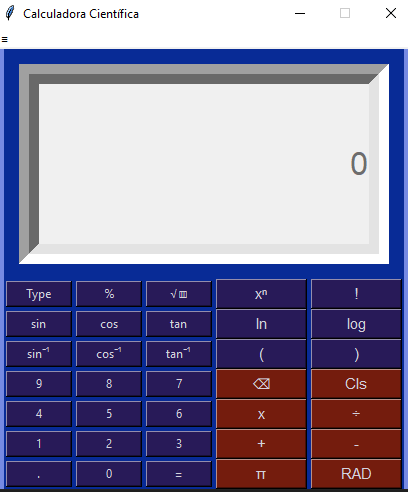 Calculadora Científica
≡
0
Type % √▥ xⁿ !
sin cos tan ln log
sin⁻¹ cos⁻¹ tan⁻¹ ( )
9 8 7 ⌫ Cls
4 5 6 x ÷
1 2 3 + -
. 0 = π RAD